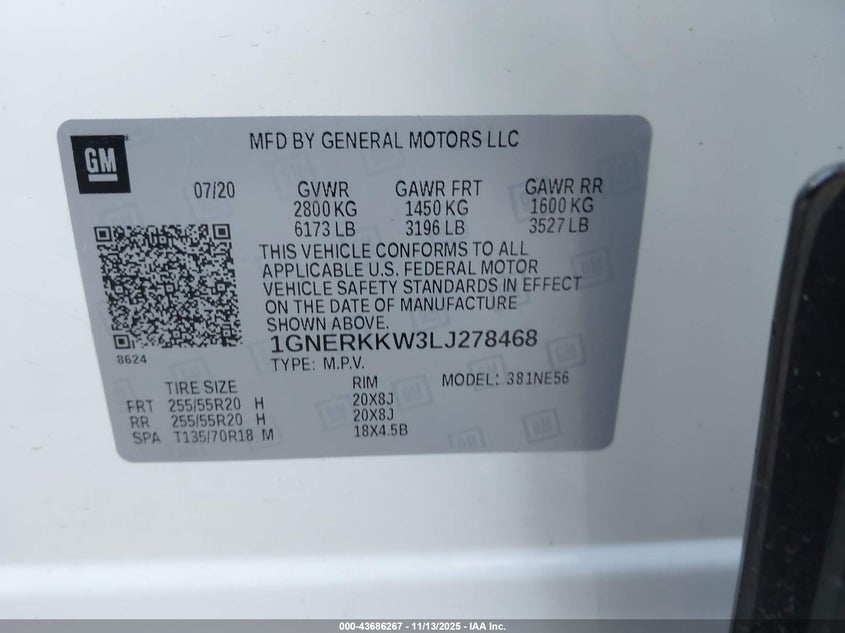 GM
MFD BY GENERAL MOTORS LLC
07/20 GVWR GAWR FRT GAWR RR
2800 KG 1450 KG 1600 KG
6173 LB 3196 LB 3527 LB
THIS VEHICLE CONFORMS TO ALL
APPLICABLE U.S. FEDERAL MOTOR
VEHICLE SAFETY STANDARDS IN EFFECT
ON THE DATE OF MANUFACTURE
SHOWN ABOVE.
8624
1GNERKKW3LJ278468
TYPE: M.P.V.
TIRE SIZE RIM MODEL: 381NE56
FRT 255/55R20 H 20X8J
RR 255/55R20 H 20X8J
SPA T135/70R18 M 18X4.5B
000-43686267 - 11/13/2025 - IAA Inc.